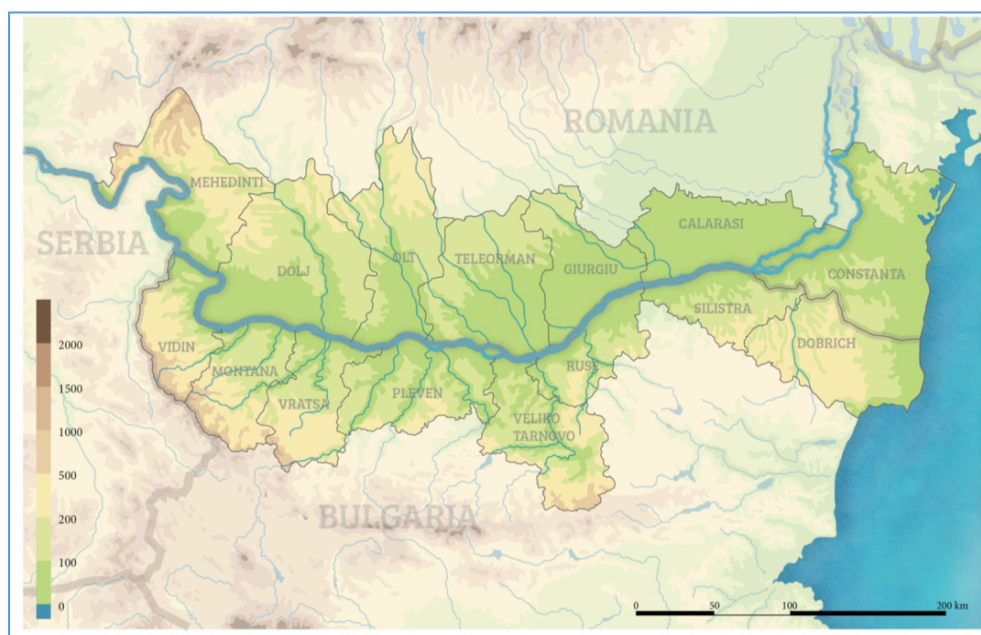 ROMANIA
MEHEDINTI
CALARASI
SERBIA
DOLJ
OLT
TELEORMAN
GIURGIU
CONSTANTA
SILISTRA
VIDIN
DOBRICH
MONTANA
RUSE
PLEVEN
VRATSA
VELIKO
TARNOVO
BULGARIA
2000
1500
1000
500
200
100
0
0 50 100 200 km